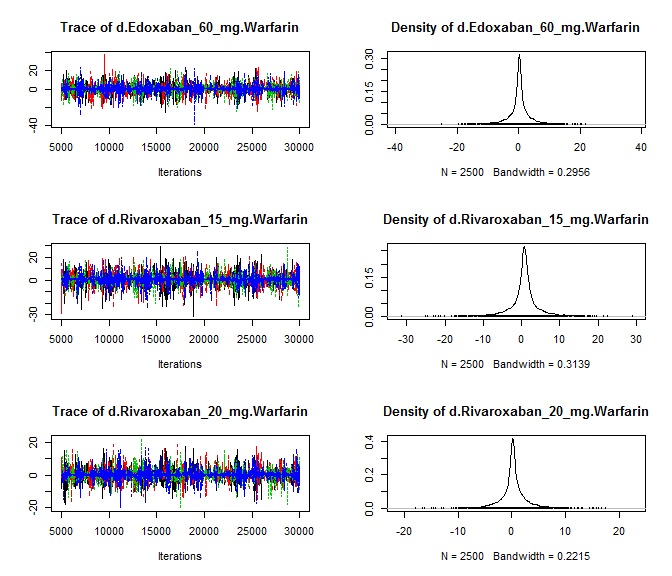 Trace of d.Edoxaban_60_mg.Warfarin
20
0
-40
5000 10000 15000 20000 25000 30000
Iterations
Density of d.Edoxaban_60_mg.Warfarin
0.30
0.15
0.00
-40 -20 0 20 40
N = 2500 Bandwidth = 0.2956
Trace of d.Rivaroxaban_15_mg.Warfarin
20
0
-30
5000 10000 15000 20000 25000 30000
Iterations
Density of d.Rivaroxaban_15_mg.Warfarin
0.15
0.00
-30 -20 -10 0 10 20 30
N = 2500 Bandwidth = 0.3139
Trace of d.Rivaroxaban_20_mg.Warfarin
20
0
-20
5000 10000 15000 20000 25000 30000
Iterations
Density of d.Rivaroxaban_20_mg.Warfarin
0.4
0.2
0.0
-20 -10 0 10 20
N = 2500 Bandwidth = 0.2215